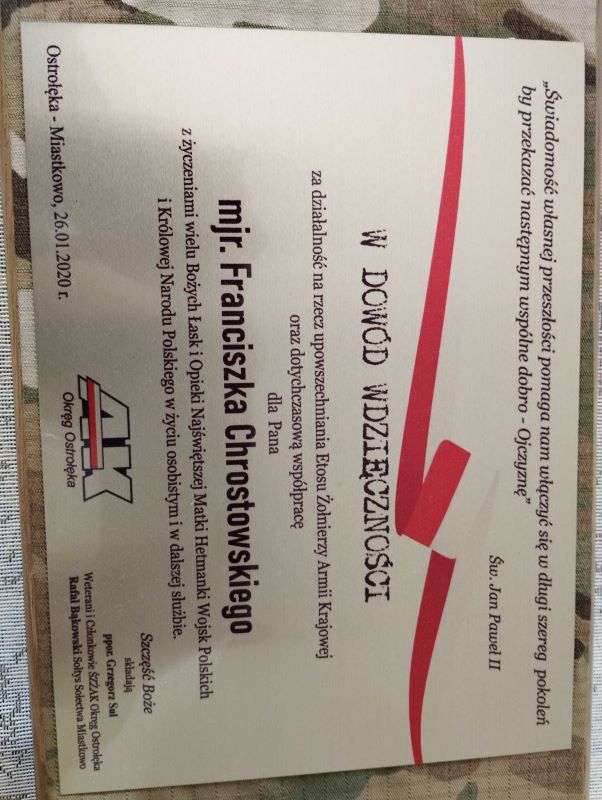 „Świadomość własnej przeszłości pomaga nam włączyć się w długi szereg pokoleń
by przekazać następnym wspólne dobro - Ojczyznę”
Św. Jan Paweł II
W DOWÓD WDZIĘCZNOŚCI
za działalność na rzecz upowszechniania Etosu Żołnierzy Armii Krajowej
oraz dotychczasową współpracę
dla Pana
mjr. Franciszka Chrostowskiego
z życzeniami wielu Bożych Łask i Opieki Najświętszej Matki Hetmanki Wojsk Polskich
i Królowej Narodu Polskiego w życiu osobistym i w dalszej służbie.
Szczęść Boże
składają
Weterani i Członkowie ŚZŻAK Okręg Ostrołęka
ppor. Grzegorz Sul
Rafał Bąkowski Sołtys Sołectwa Miastkowo
AK
Okręg Ostrołęka
Ostrołęka - Miastkowo, 26.01.2020 r.